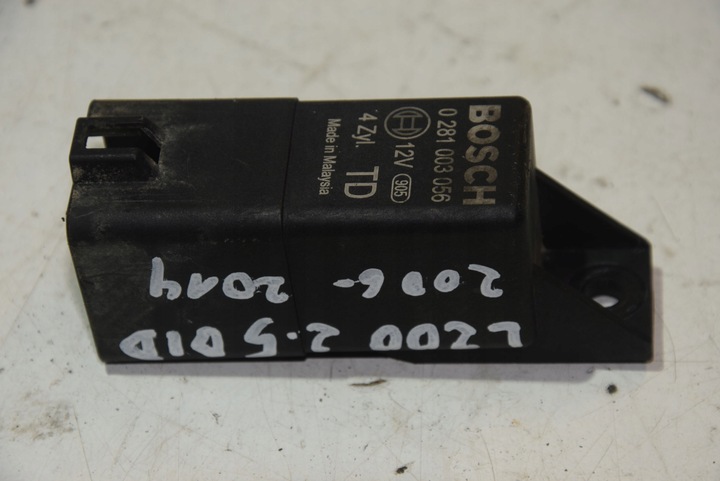 BOSCH
0 281 003 056
12V 905
4 Zyl. TD
Made in Malaysia
L200 2.5 DID
2006-
2014